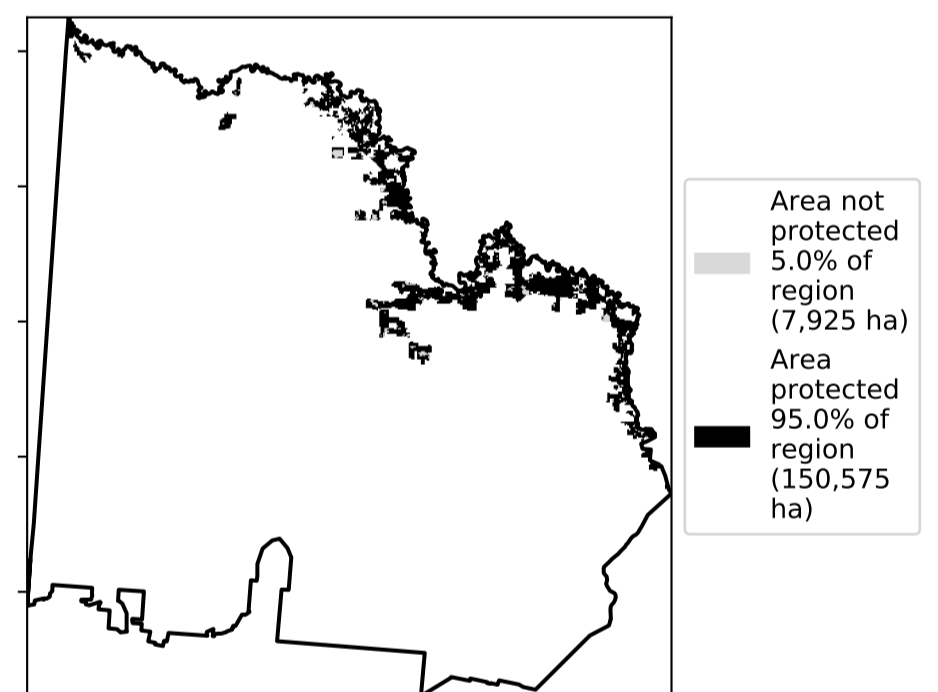 Area not
protected
5.0% of
region
(7,925 ha)
Area
protected
95.0% of
region
(150,575
ha)